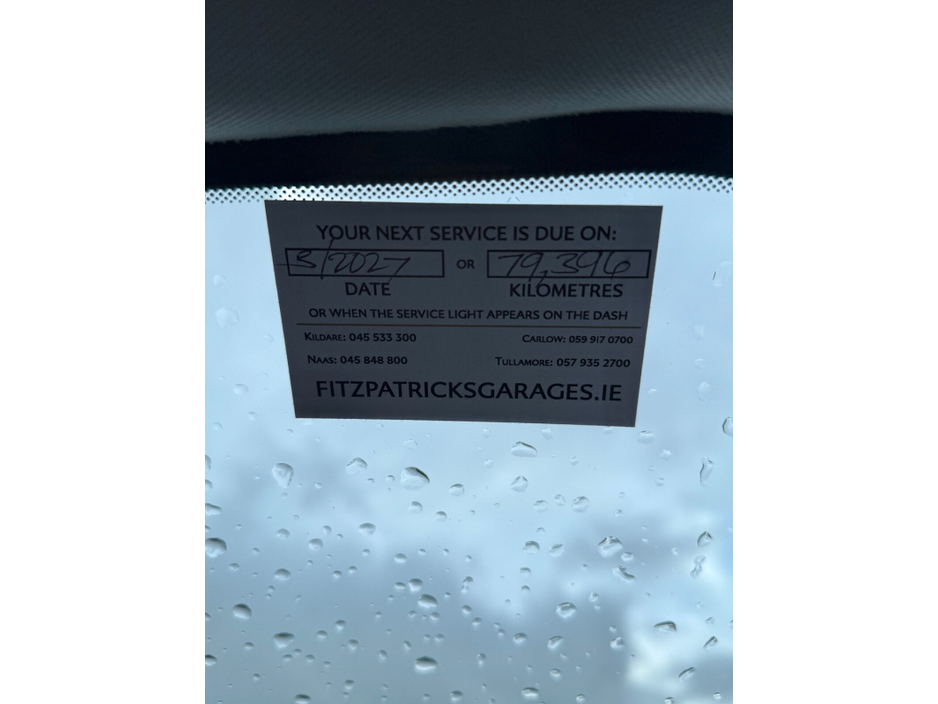 YOUR NEXT SERVICE IS DUE ON:
3/2027 OR 79,396
DATE KILOMETRES
OR WHEN THE SERVICE LIGHT APPEARS ON THE DASH
KILDARE: 045 533 300 CARLOW: 059 917 0700
NAAS: 045 848 800 TULLAMORE: 057 935 2700
FITZPATRICKSGARAGES.IE